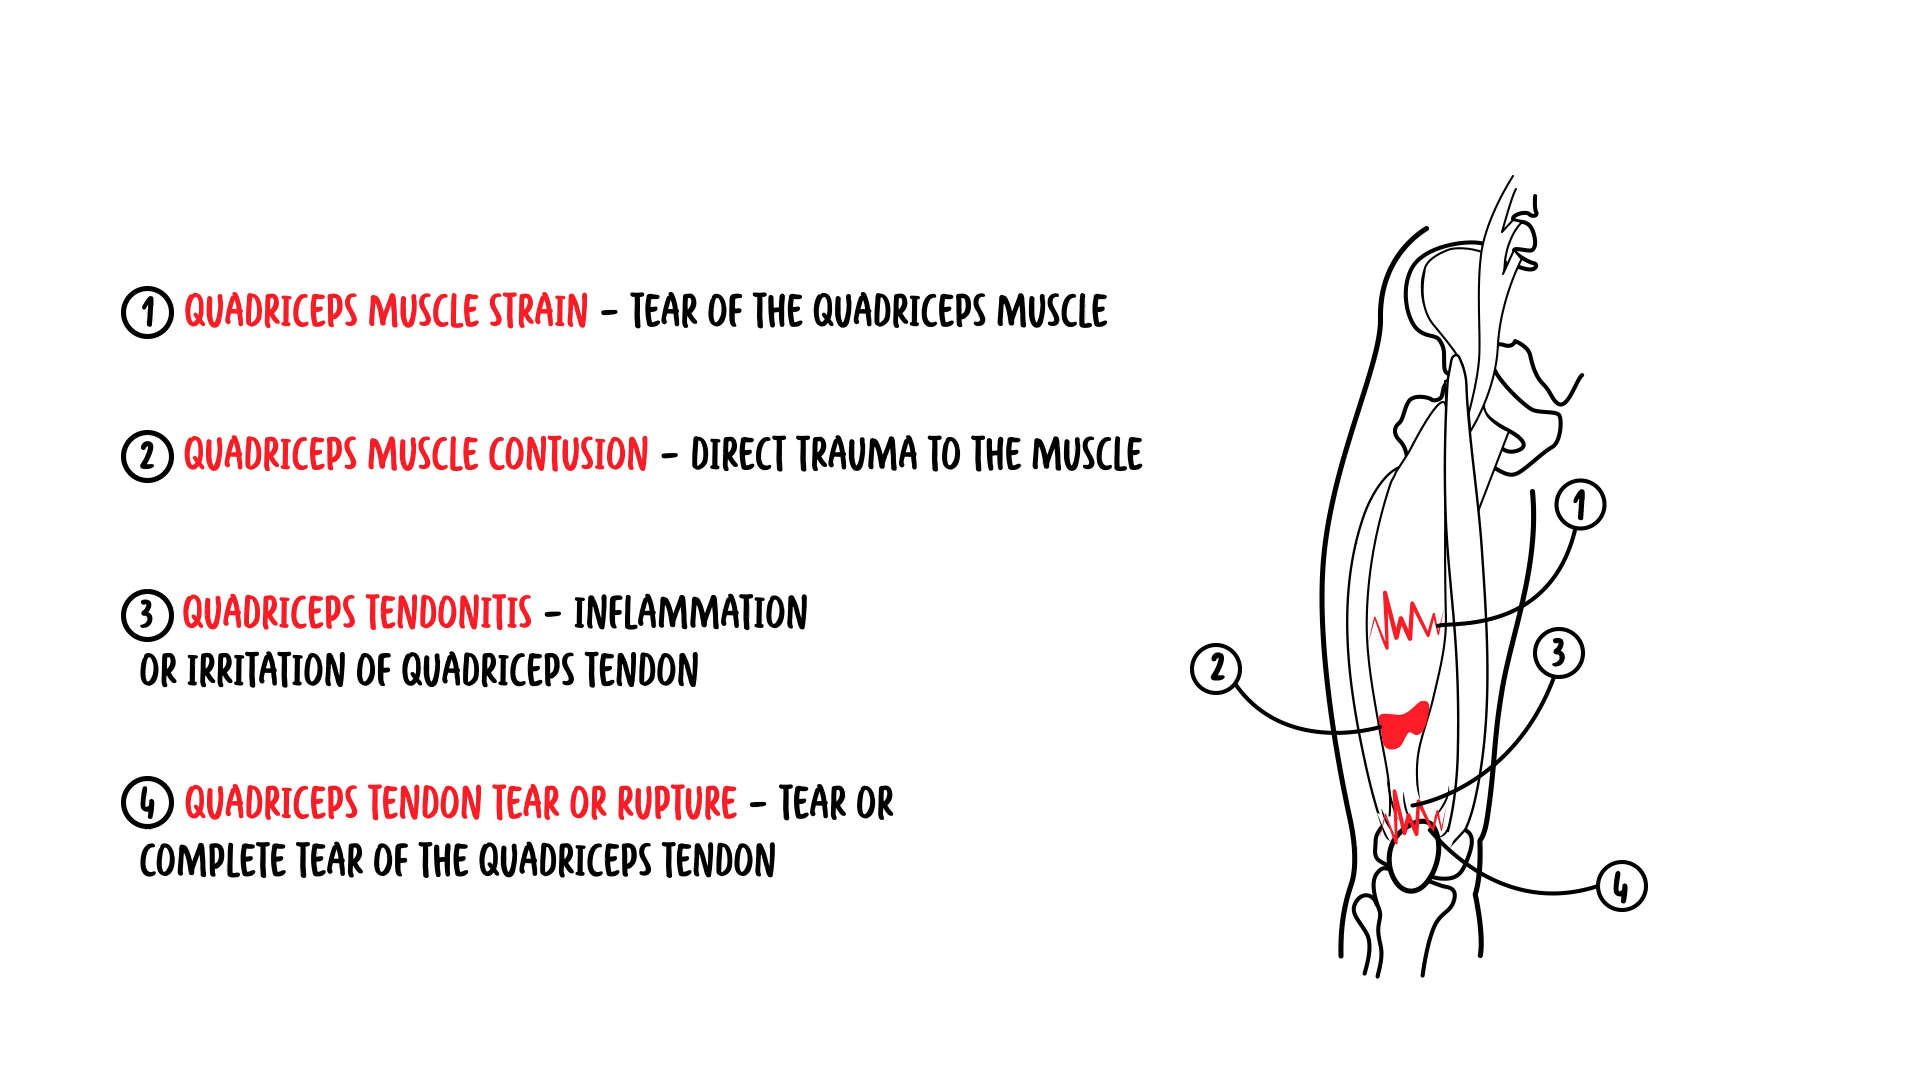 1 QUADRICEPS MUSCLE STRAIN – TEAR OF THE QUADRICEPS MUSCLE
2 QUADRICEPS MUSCLE CONTUSION – DIRECT TRAUMA TO THE MUSCLE
3 QUADRICEPS TENDONITIS – INFLAMMATION
OR IRRITATION OF QUADRICEPS TENDON
4 QUADRICEPS TENDON TEAR OR RUPTURE – TEAR OR
COMPLETE TEAR OF THE QUADRICEPS TENDON
1
3
2
4